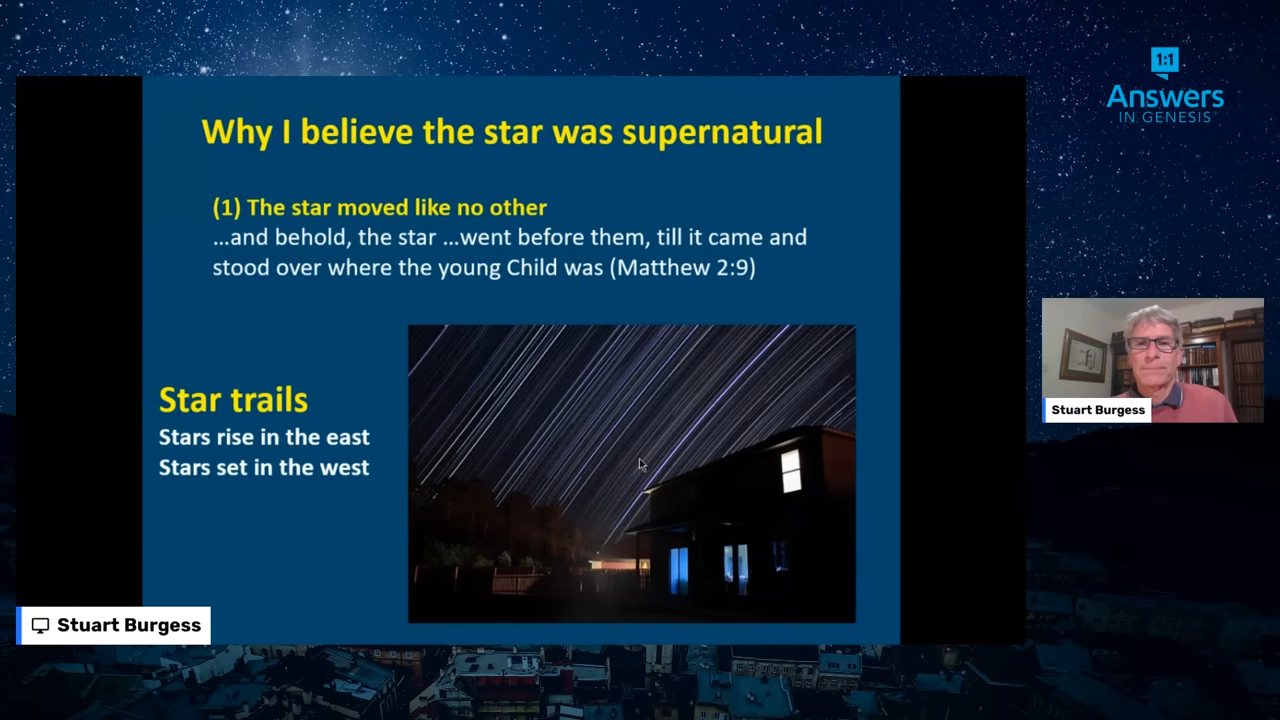 1:1
Answers
IN GENESIS
Why I believe the star was supernatural
(1) The star moved like no other
...and behold, the star ...went before them, till it came and
stood over where the young Child was (Matthew 2:9)
Star trails
Stars rise in the east
Stars set in the west
Stuart Burgess
Stuart Burgess